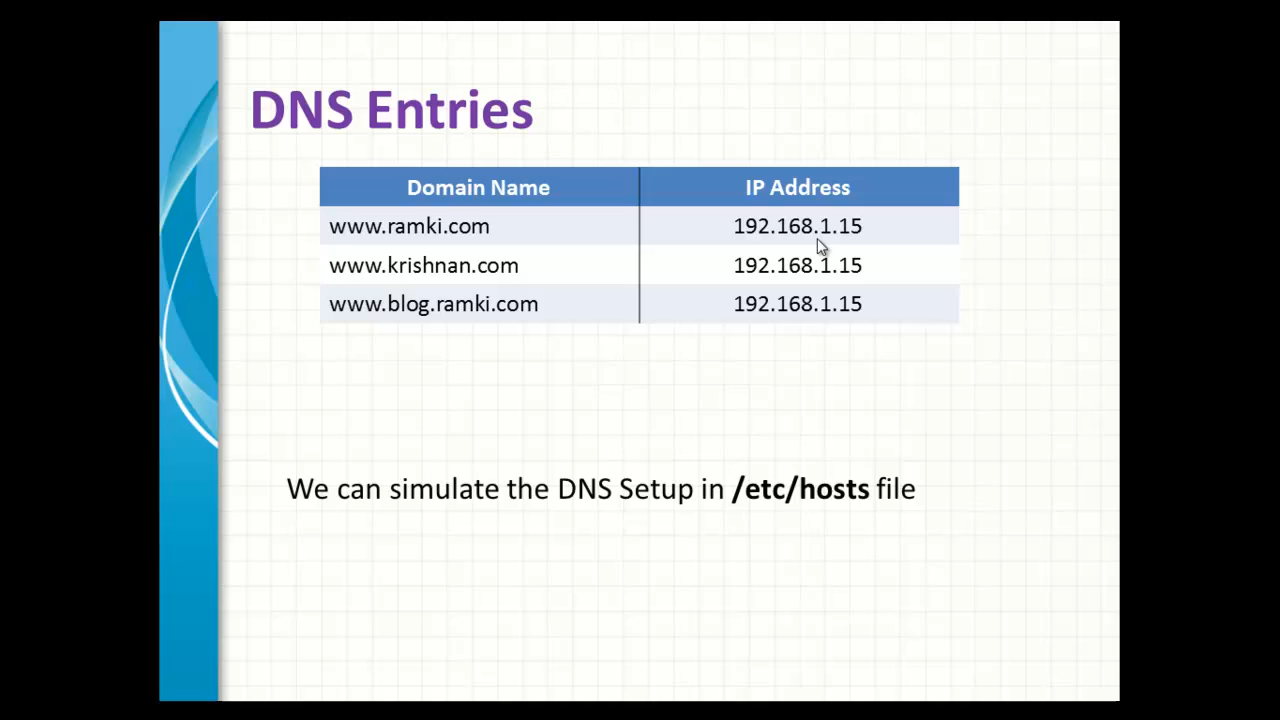 DNS Entries
Domain Name IP Address
www.ramki.com 192.168.1.15
www.krishnan.com 192.168.1.15
www.blog.ramki.com 192.168.1.15
We can simulate the DNS Setup in /etc/hosts file